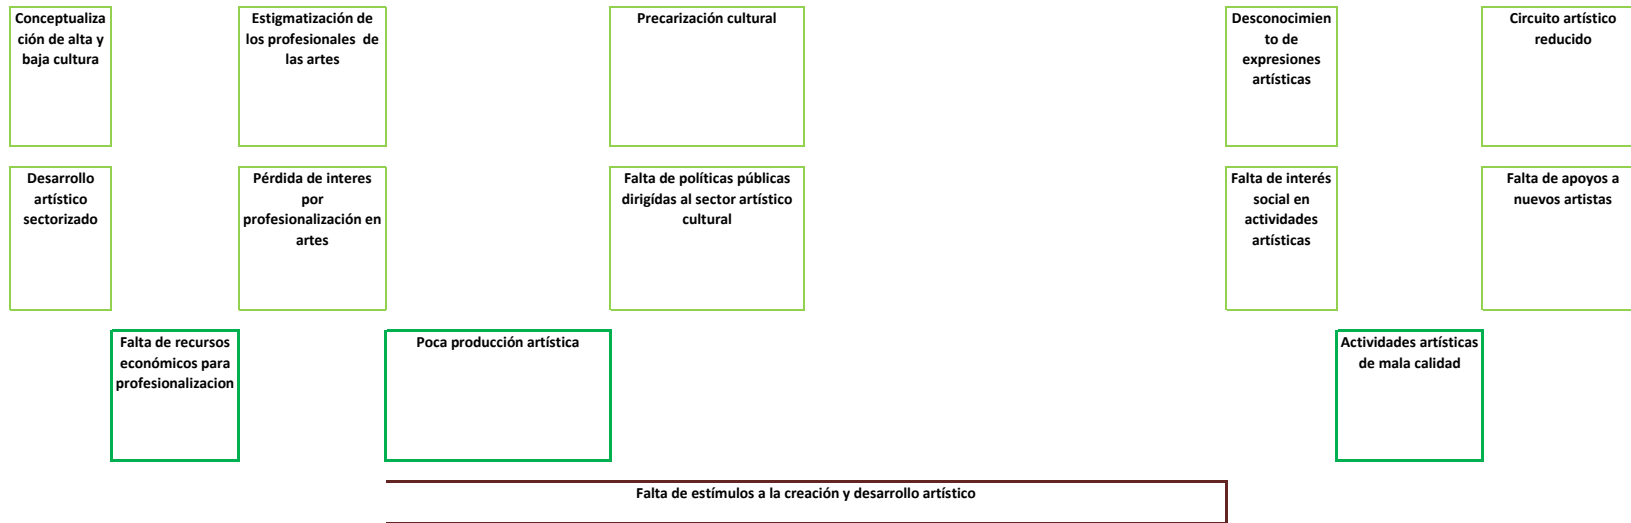 Conceptualiza
ción de alta y
baja cultura
Estigmatización de
los profesionales  de
las artes
Precarización cultural
Desconocimien
to de
expresiones
artísticas
Circuito artístico
reducido
Desarrollo
artístico
sectorizado
Pérdida de interes
por
profesionalización en
artes
Falta de políticas públicas
dirigídas al sector artístico
cultural
Falta de interés
social en
actividades
artísticas
Falta de apoyos a
nuevos artistas
Falta de recursos
económicos para
profesionalizacion
Poca producción artística
Actividades artísticas
de mala calidad
Falta de estímulos a la creación y desarrollo artístico